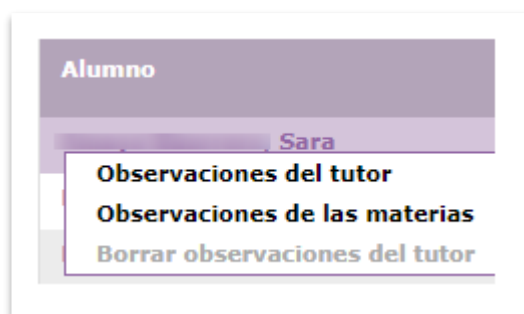 Alumno
, Sara
Observaciones del tutor
Observaciones de las materias
Borrar observaciones del tutor